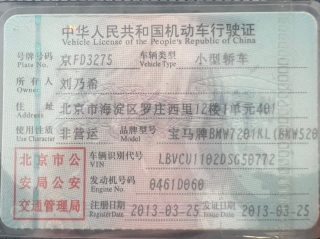 中华人民共和国机动车行驶证
Vehicle License of the People's Republic of China
号牌号码 京FD3275 车辆类型 小型轿车
Plate No. Vehicle Type
所有人 刘乃希
Owner
住址 北京市海淀区罗庄西里12楼1单元401
Address
使用性质 非营运 品牌型号 宝马牌BMW7201KL(BMW520
Use Character Model
北京市公
安局公安
交通管理局
车辆识别代号 LBVCU1102DSG50772
VIN
发动机号码 0461D060
Engine No.
注册日期 2013-03-25 发证日期 2013-03-25
Register Date Issue Date